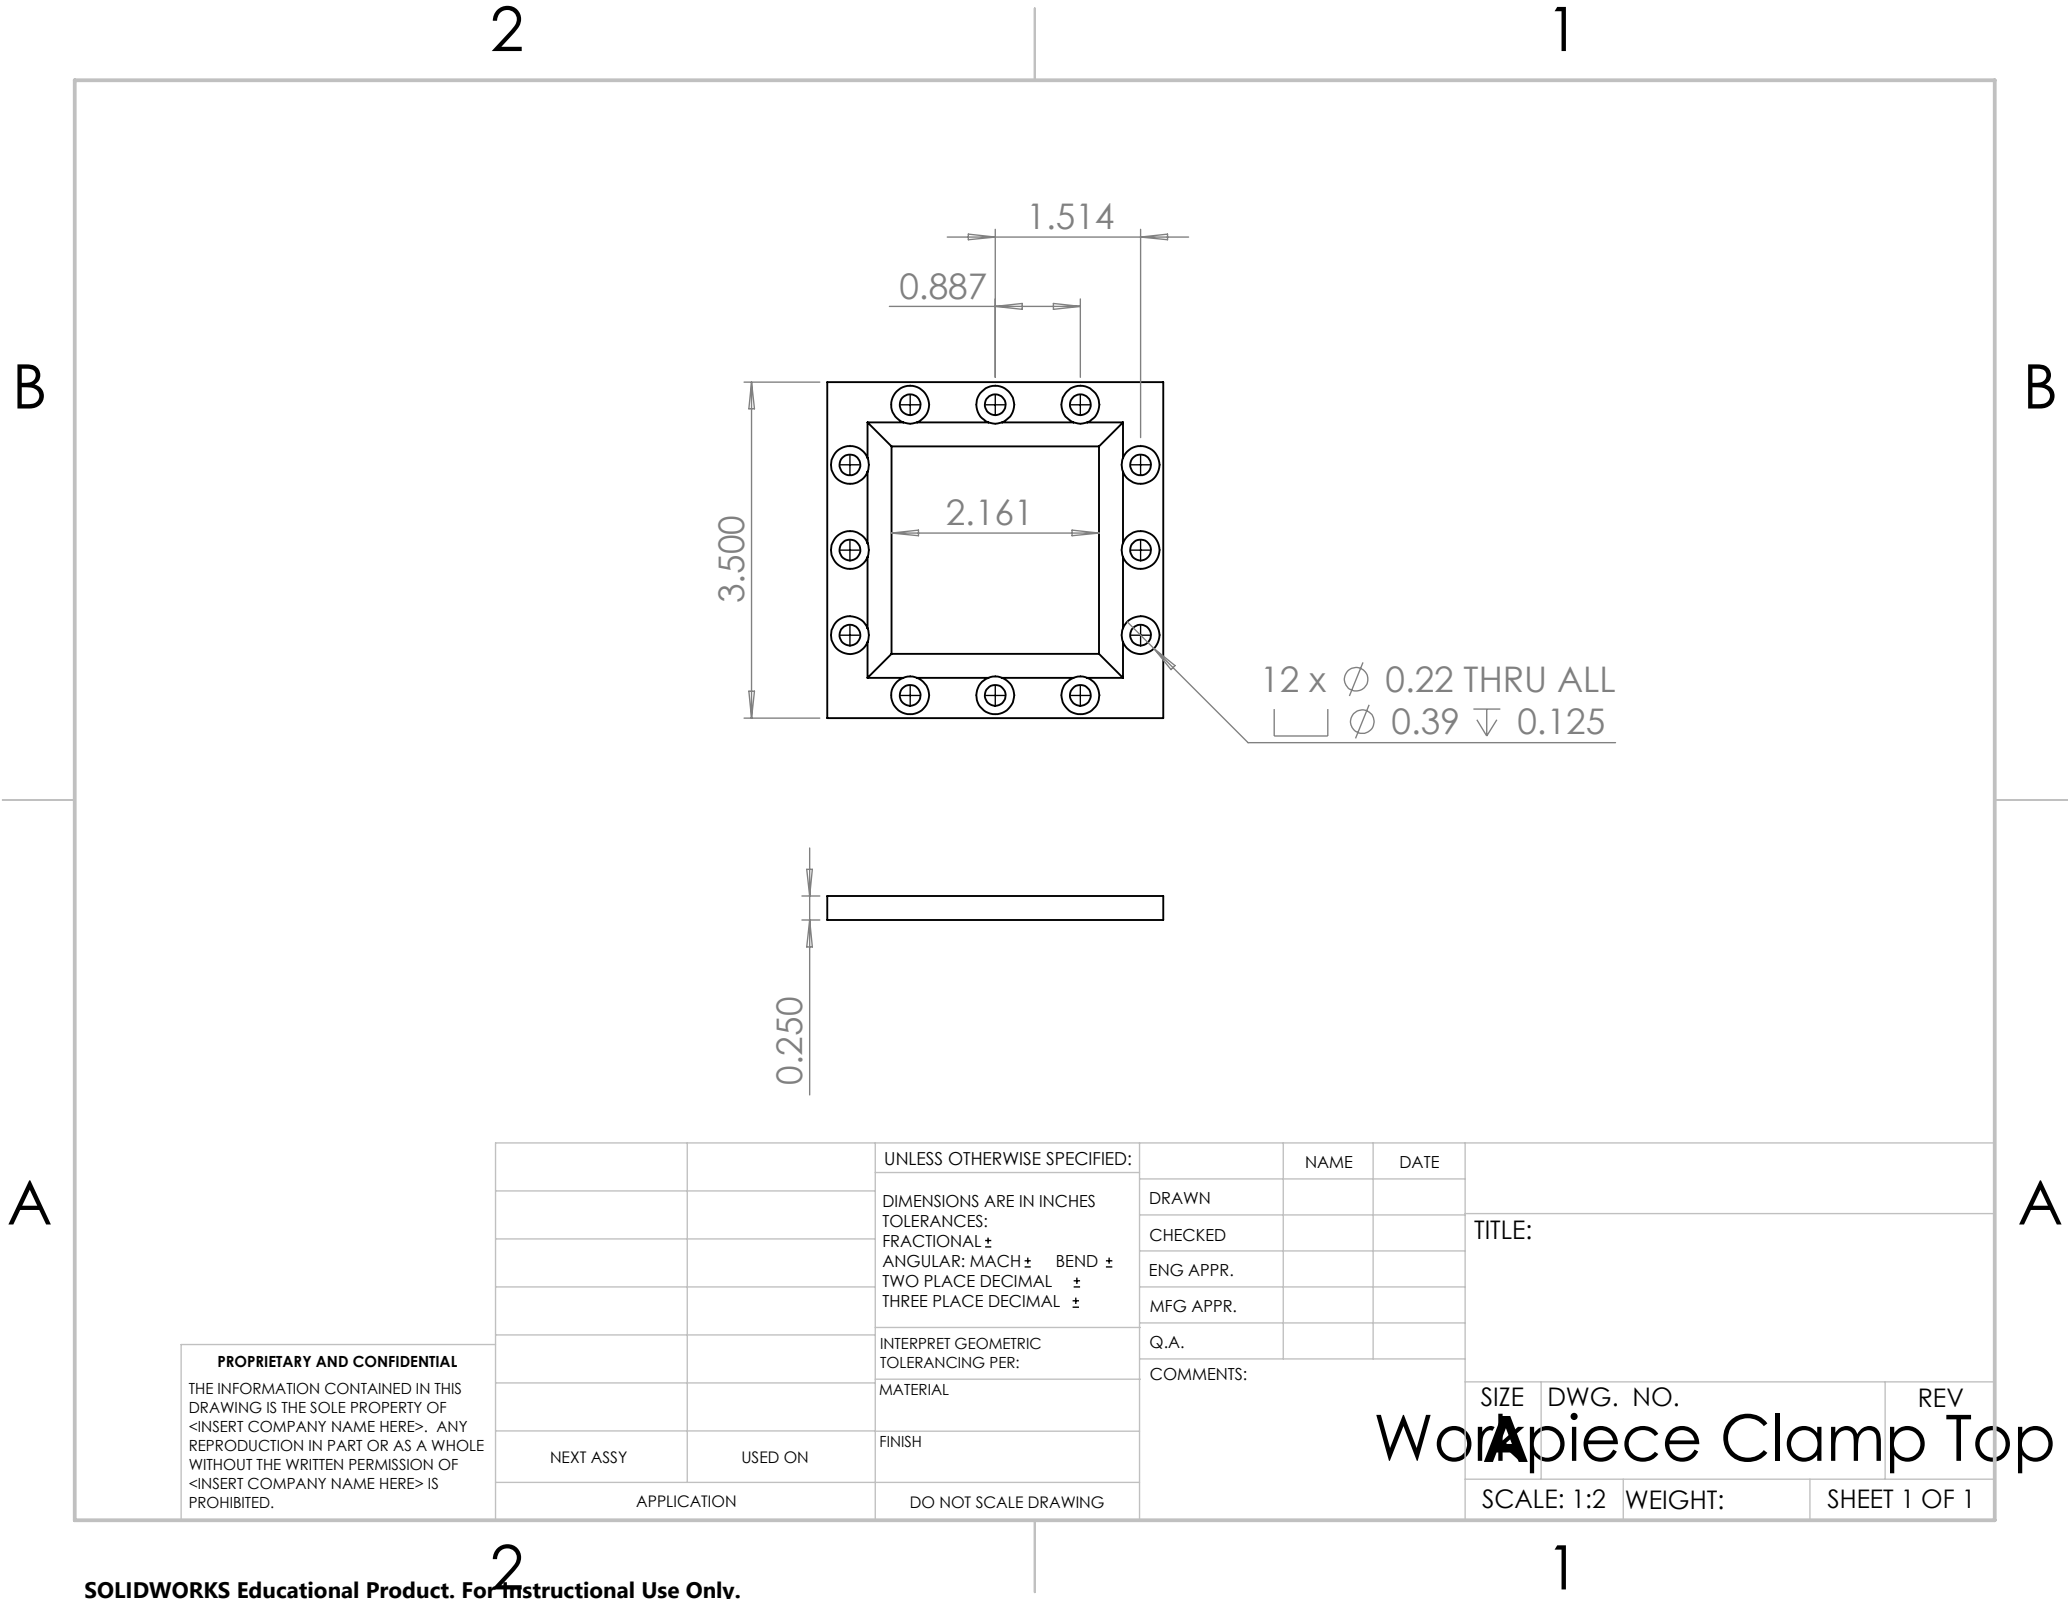 2 1
1.514
0.887
B B
2.161
3.500
12 x ∅ 0.22 THRU ALL
⌴ ∅ 0.39 ↧ 0.125
0.250
A A
UNLESS OTHERWISE SPECIFIED:
DIMENSIONS ARE IN INCHES
TOLERANCES:
FRACTIONAL ±
ANGULAR: MACH ± BEND ±
TWO PLACE DECIMAL ±
THREE PLACE DECIMAL ±
INTERPRET GEOMETRIC
TOLERANCING PER:
MATERIAL
FINISH
DO NOT SCALE DRAWING
NAME DATE
DRAWN
CHECKED
ENG APPR.
MFG APPR.
Q.A.
COMMENTS:
TITLE:
SIZE DWG. NO. REV
A
Workpiece Clamp Top
SCALE: 1:2 WEIGHT: SHEET 1 OF 1
PROPRIETARY AND CONFIDENTIAL
THE INFORMATION CONTAINED IN THIS
DRAWING IS THE SOLE PROPERTY OF
<INSERT COMPANY NAME HERE>. ANY
REPRODUCTION IN PART OR AS A WHOLE
WITHOUT THE WRITTEN PERMISSION OF
<INSERT COMPANY NAME HERE> IS
PROHIBITED.
NEXT ASSY USED ON
APPLICATION
2 1
SOLIDWORKS Educational Product. For Instructional Use Only.